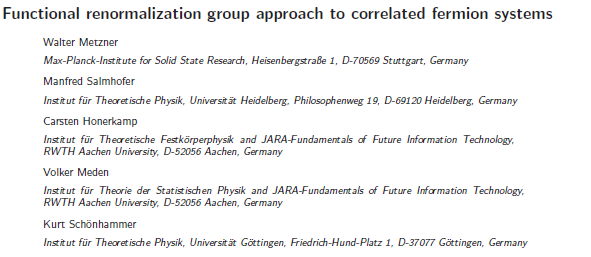 Functional renormalization group approach to correlated fermion systems
Walter Metzner
Max-Planck-Institute for Solid State Research, Heisenbergstraße 1, D-70569 Stuttgart, Germany
Manfred Salmhofer
Institut für Theoretische Physik, Universität Heidelberg, Philosophenweg 19, D-69120 Heidelberg, Germany
Carsten Honerkamp
Institut für Theoretische Festkörperphysik and JARA-Fundamentals of Future Information Technology,
RWTH Aachen University, D-52056 Aachen, Germany
Volker Meden
Institut für Theorie der Statistischen Physik and JARA-Fundamentals of Future Information Technology,
RWTH Aachen University, D-52056 Aachen, Germany
Kurt Schönhammer
Institut für Theoretische Physik, Universität Göttingen, Friedrich-Hund-Platz 1, D-37077 Göttingen, Germany